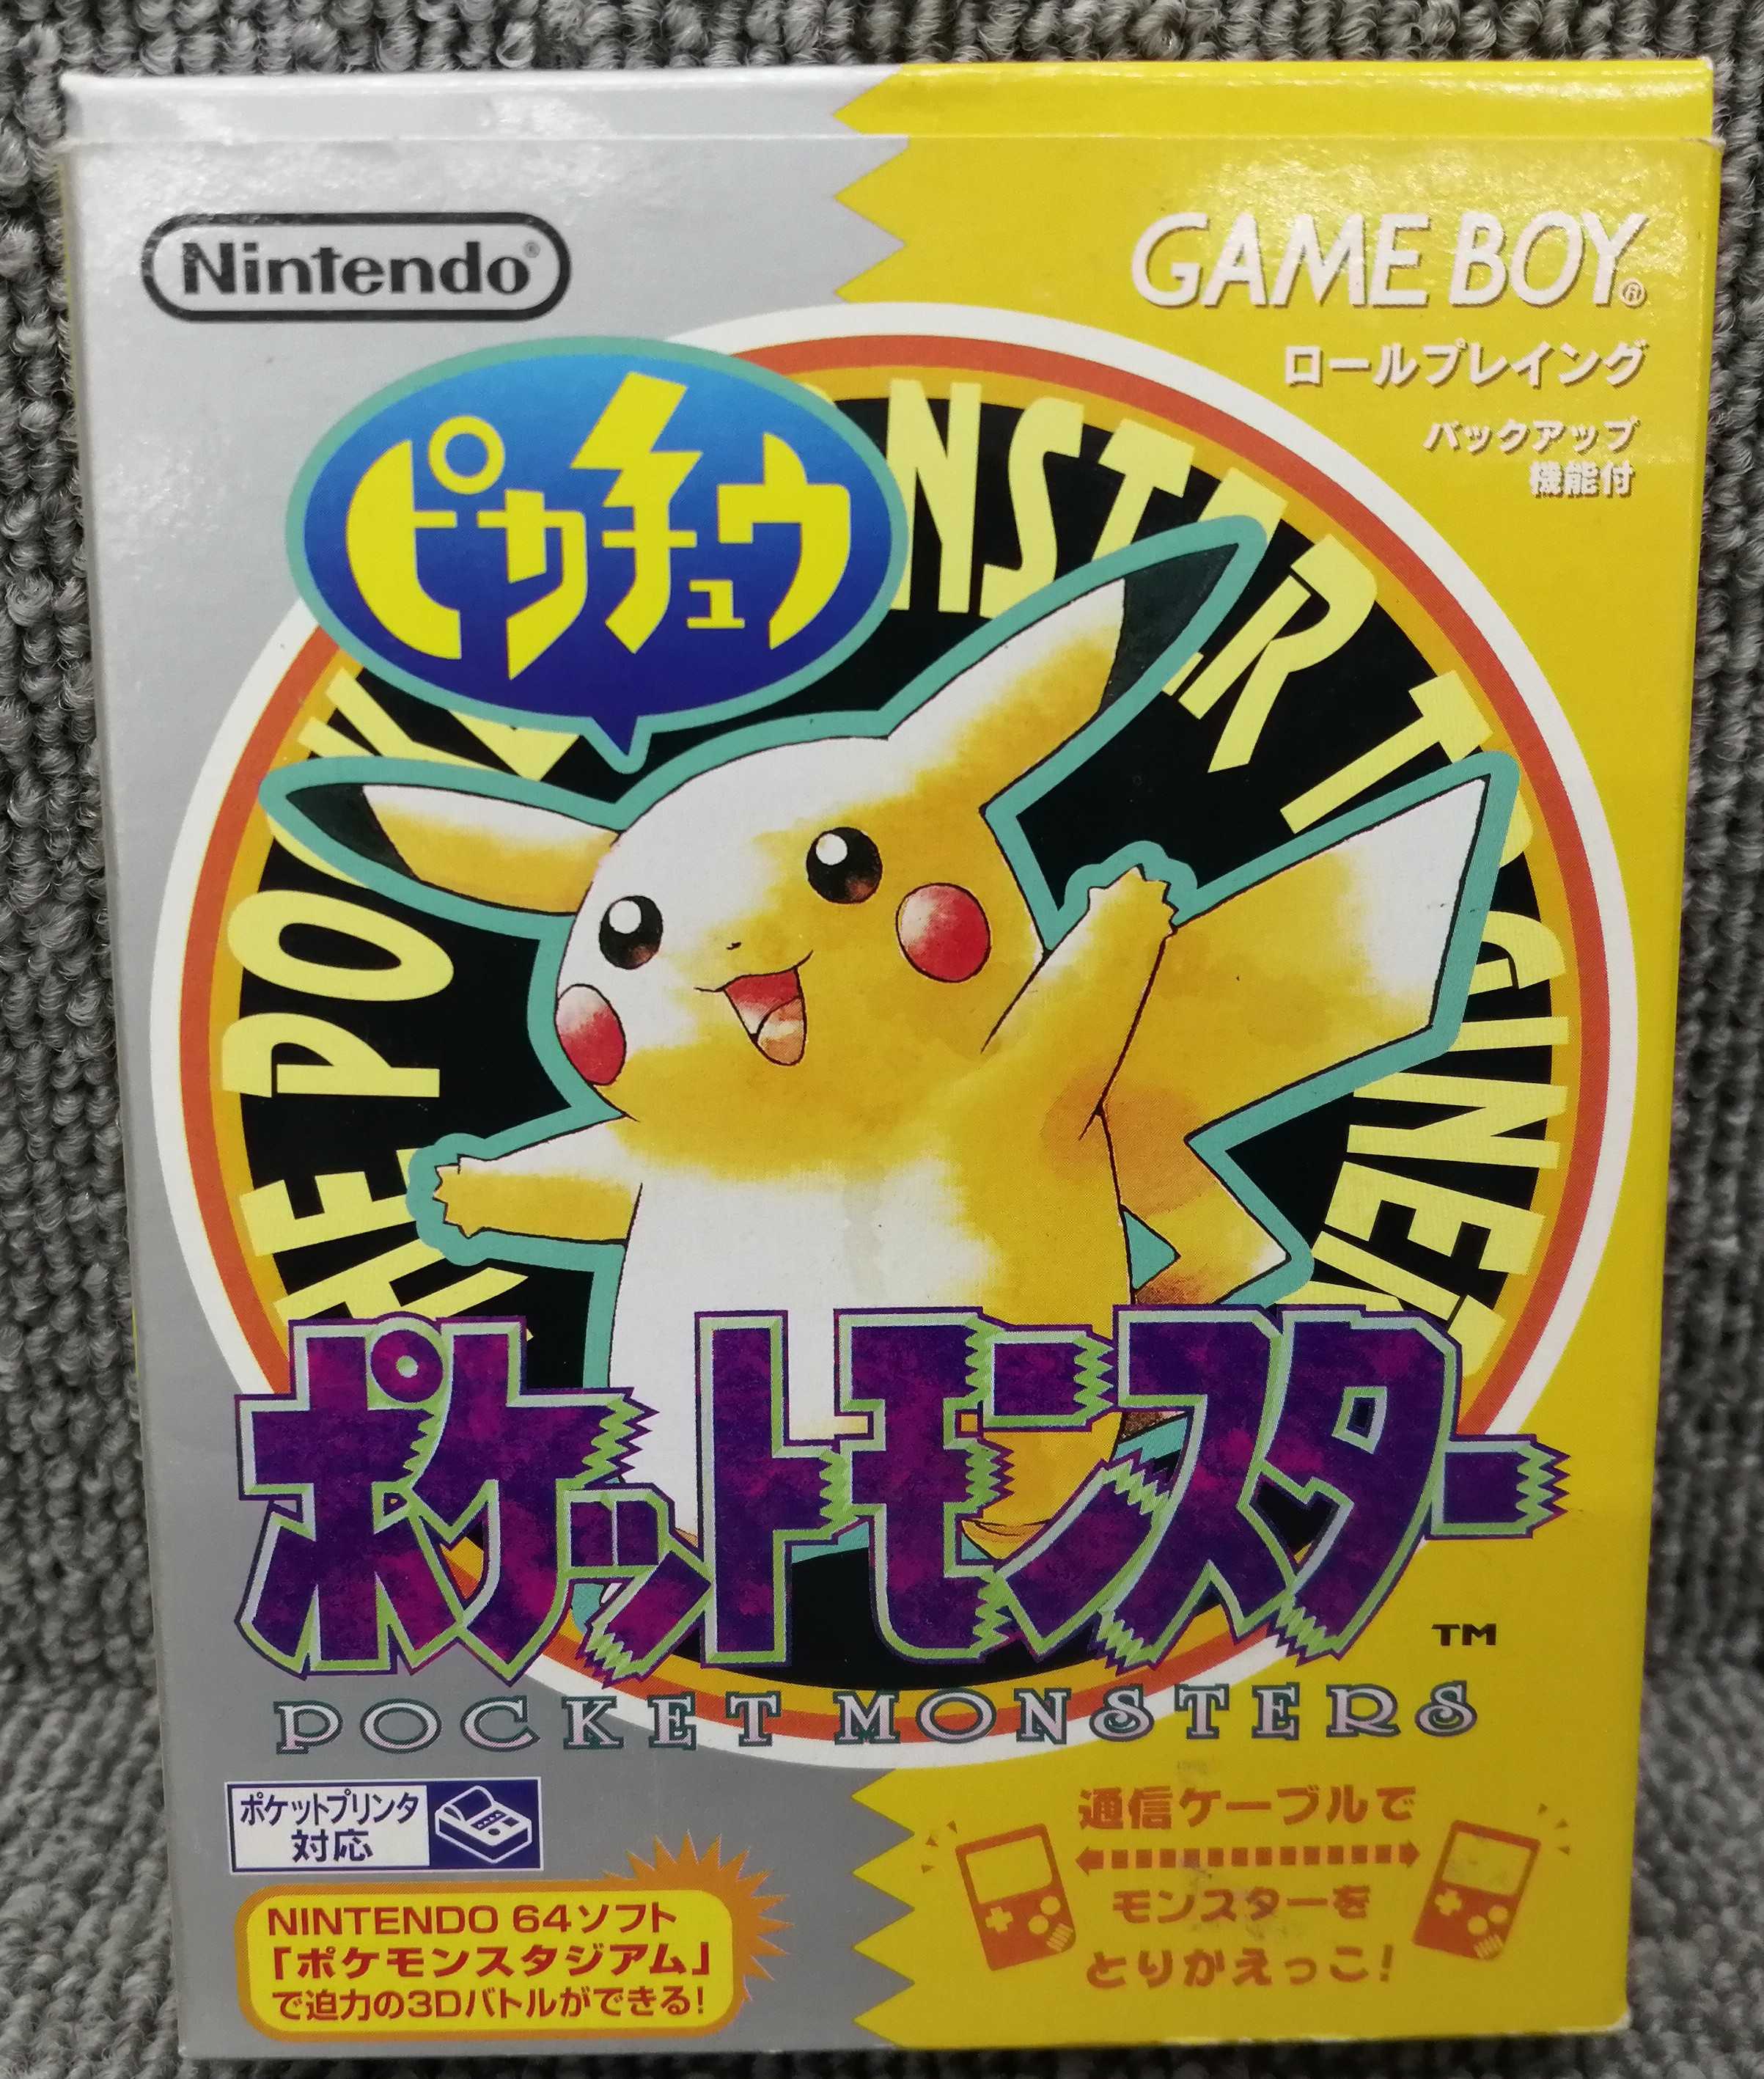 Nintendo®
GAME BOY®
ロールプレイング
バックアップ
機能付
ピカチュウ
ポケットモンスター
TM
POCKET MONSTERS
ポケットプリンタ
対応
NINTENDO 64ソフト
「ポケモンスタジアム」
で迫力の3Dバトルができる!
通信ケーブルで
モンスターを
とりかえっこ!